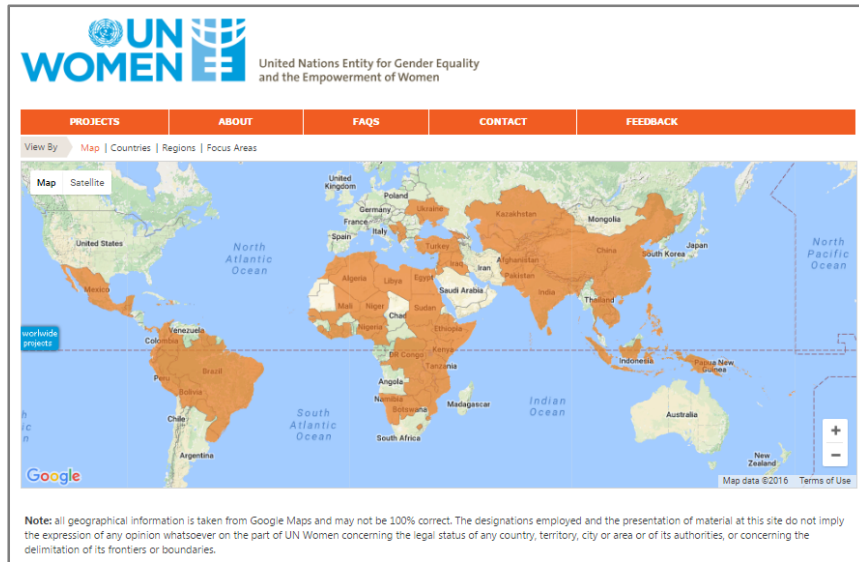 UN
WOMEN
United Nations Entity for Gender Equality
and the Empowerment of Women
PROJECTS ABOUT FAQS CONTACT FEEDBACK
View By Map | Countries | Regions | Focus Areas
Map Satellite
United
Kingdom
Poland
Germany
Ukraine
France
Italy
Spain
Kazakhstan
Mongolia
United States
North
Atlantic
Ocean
Turkey
Iraq
Iran
Afghanistan
Pakistan
China
South Korea
Japan
North
Pacific
Ocean
Mexico
Algeria
Libya
Egypt
Saudi Arabia
India
Thailand
Mali
Niger
Chad
Sudan
Nigeria
Ethiopia
worlwide
projects
Venezuela
Colombia
DR Congo
Kenya
Tanzania
Indonesia
Papua New
Guinea
Peru
Brazil
Bolivia
Angola
Namibia
Botswana
Madagascar
Indian
Ocean
Australia
Chile
South
Atlantic
Ocean
South Africa
Argentina
New
Zealand
h
ic
n
+
−
Google
Map data ©2016 Terms of Use
Note: all geographical information is taken from Google Maps and may not be 100% correct. The designations employed and the presentation of material at this site do not imply
the expression of any opinion whatsoever on the part of UN Women concerning the legal status of any country, territory, city or area or of its authorities, or concerning the
delimitation of its frontiers or boundaries.